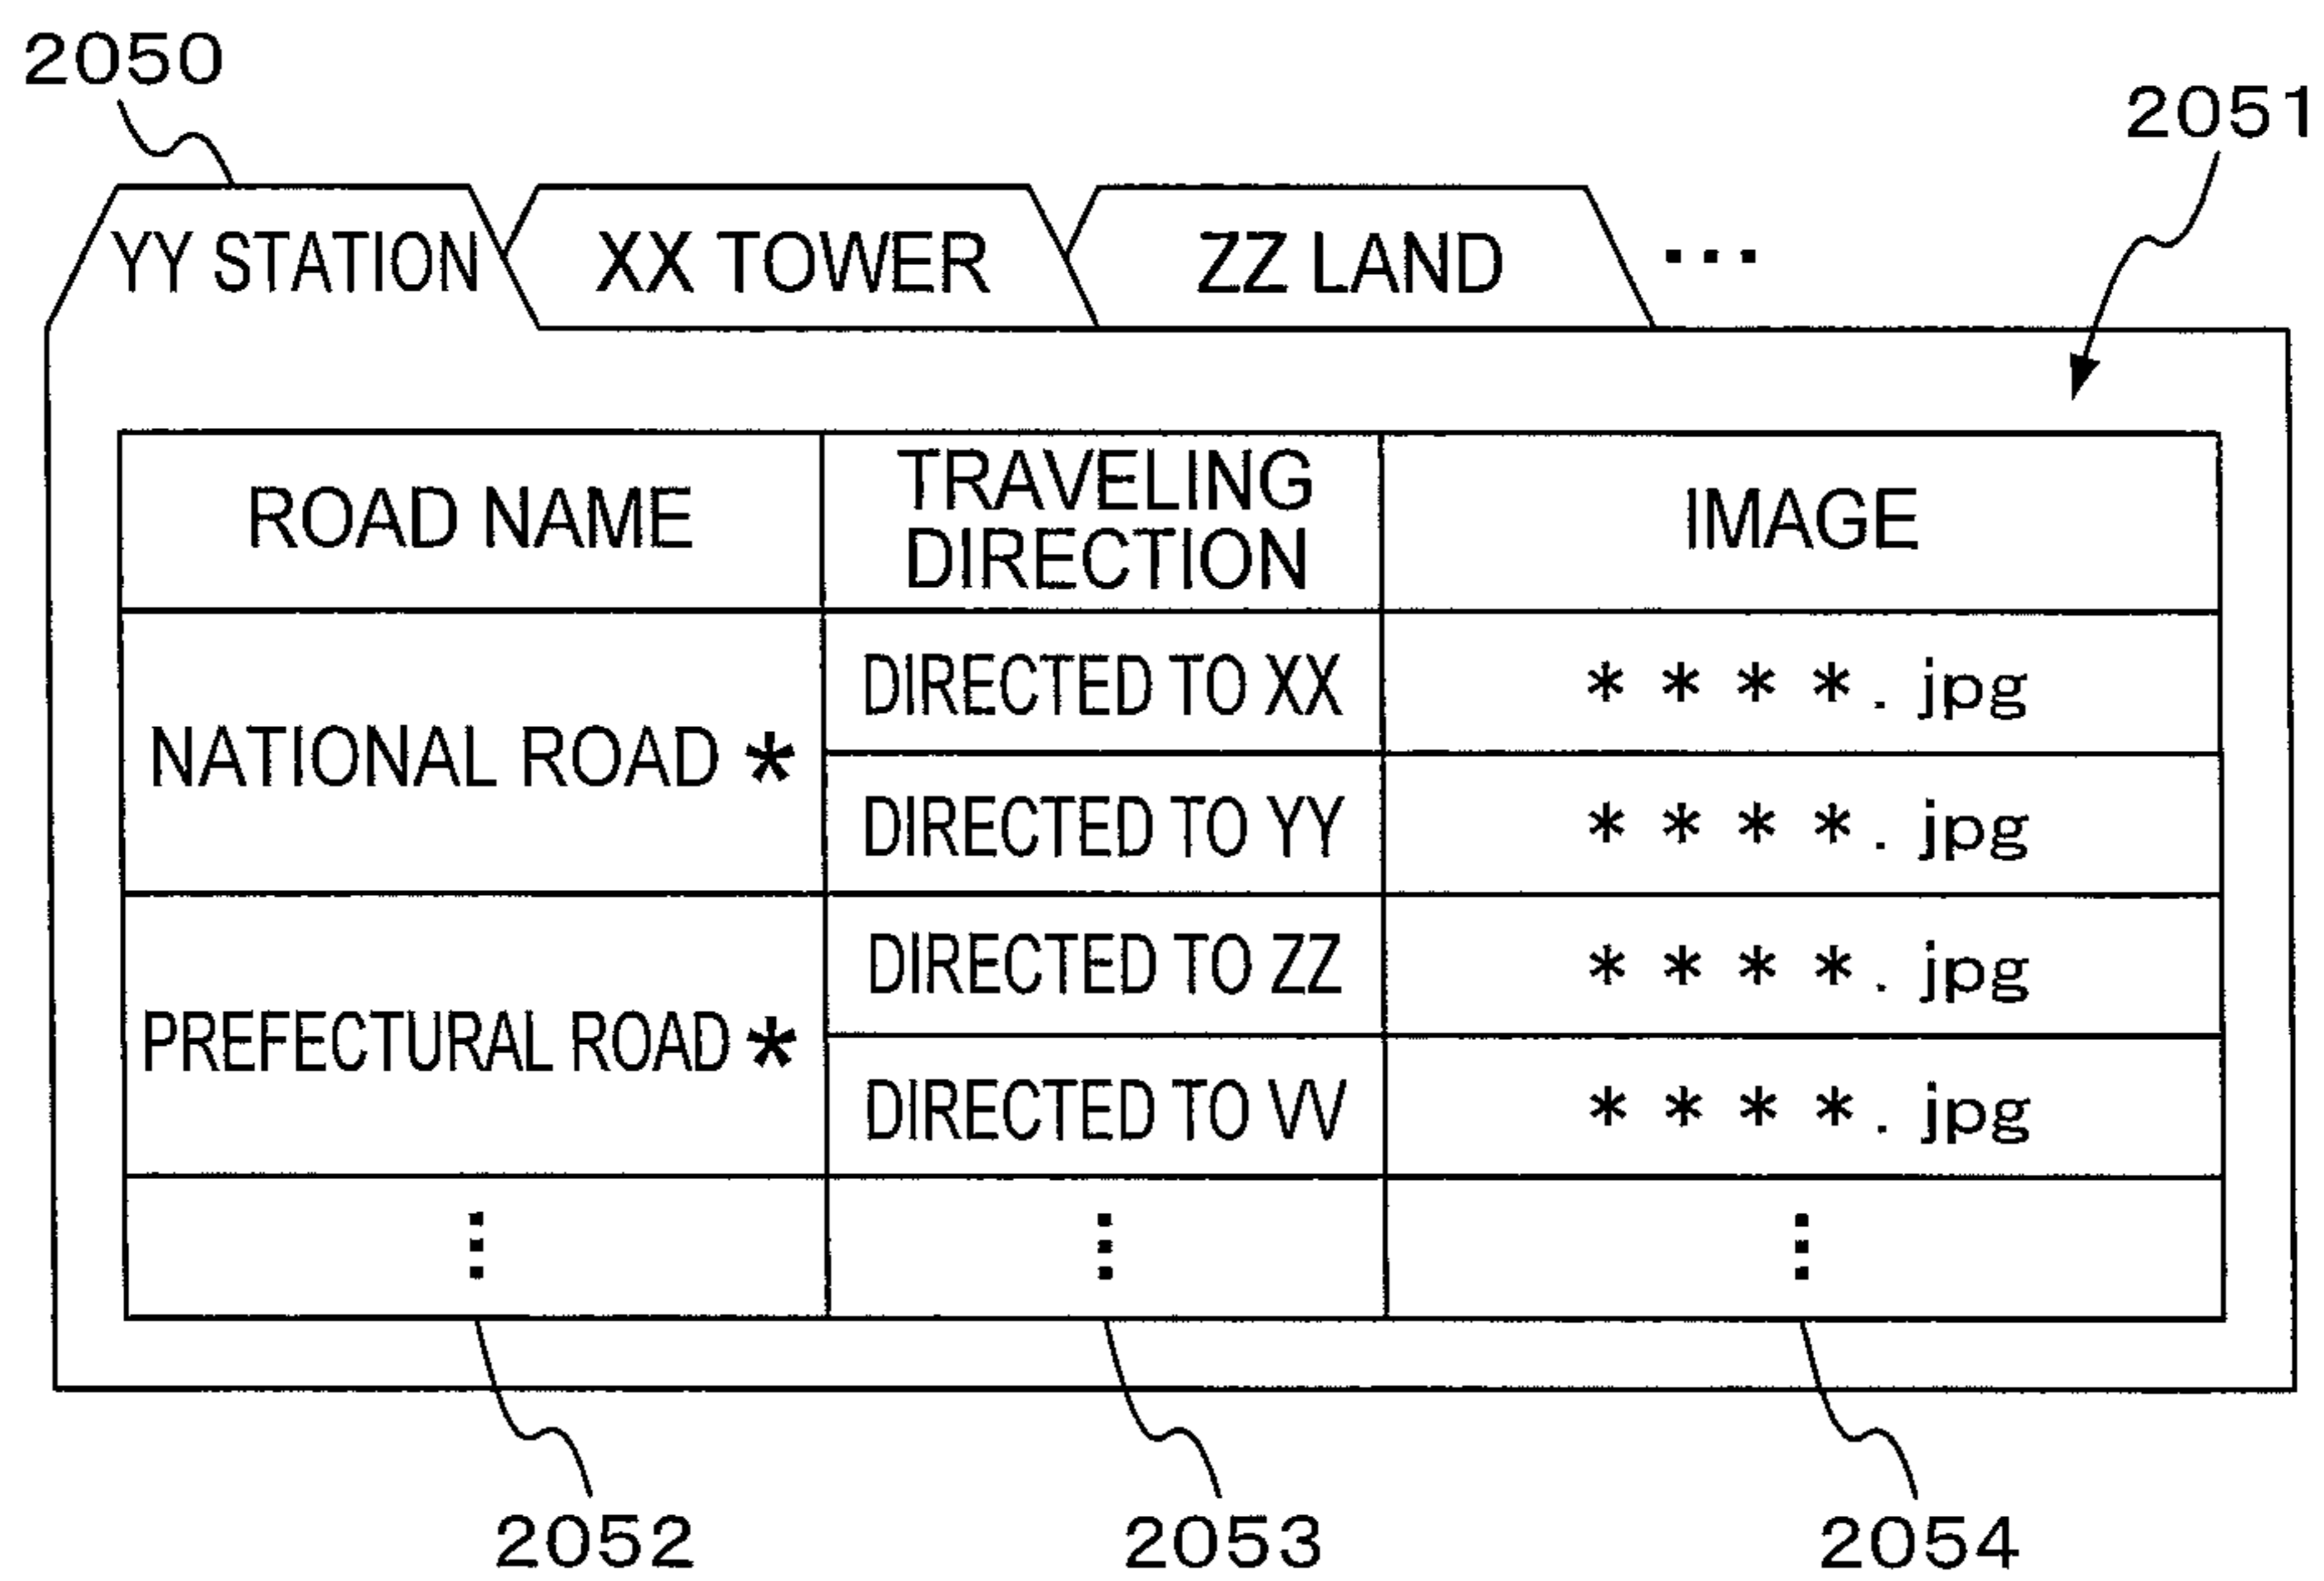 2050
2051
YY STATION XX TOWER ZZ LAND ...
ROAD NAME
TRAVELING
DIRECTION
IMAGE
NATIONAL ROAD *
DIRECTED TO XX
* * * * . jpg
DIRECTED TO YY
* * * * . jpg
PREFECTURAL ROAD *
DIRECTED TO ZZ
* * * * . jpg
DIRECTED TO VV
* * * * . jpg
⋮ ⋮ ⋮
2052 2053 2054